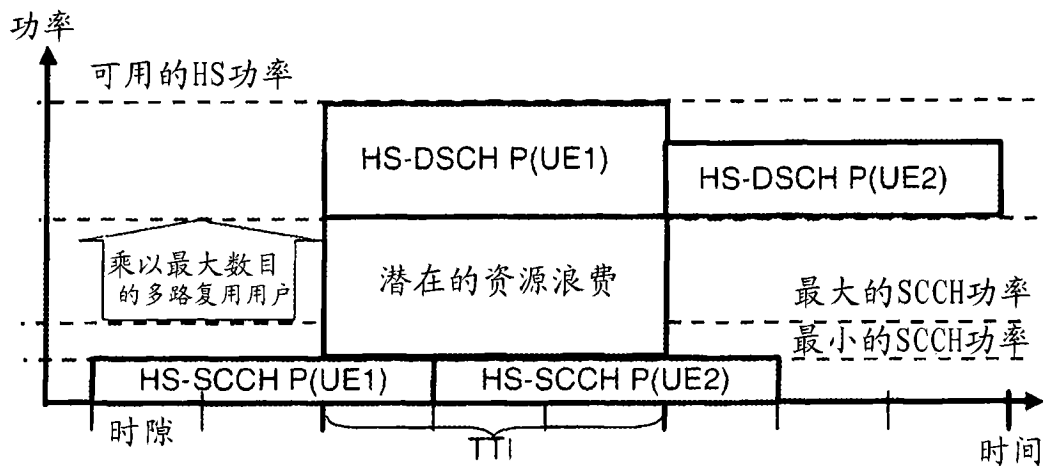 功率
可用的HS功率
HS-DSCH P(UE1)
HS-DSCH P(UE2)
乘以最大数目
的多路复用用户
潜在的资源浪费
最大的SCCH功率
最小的SCCH功率
HS-SCCH P(UE1)
HS-SCCH P(UE2)
时隙
TTI
时间